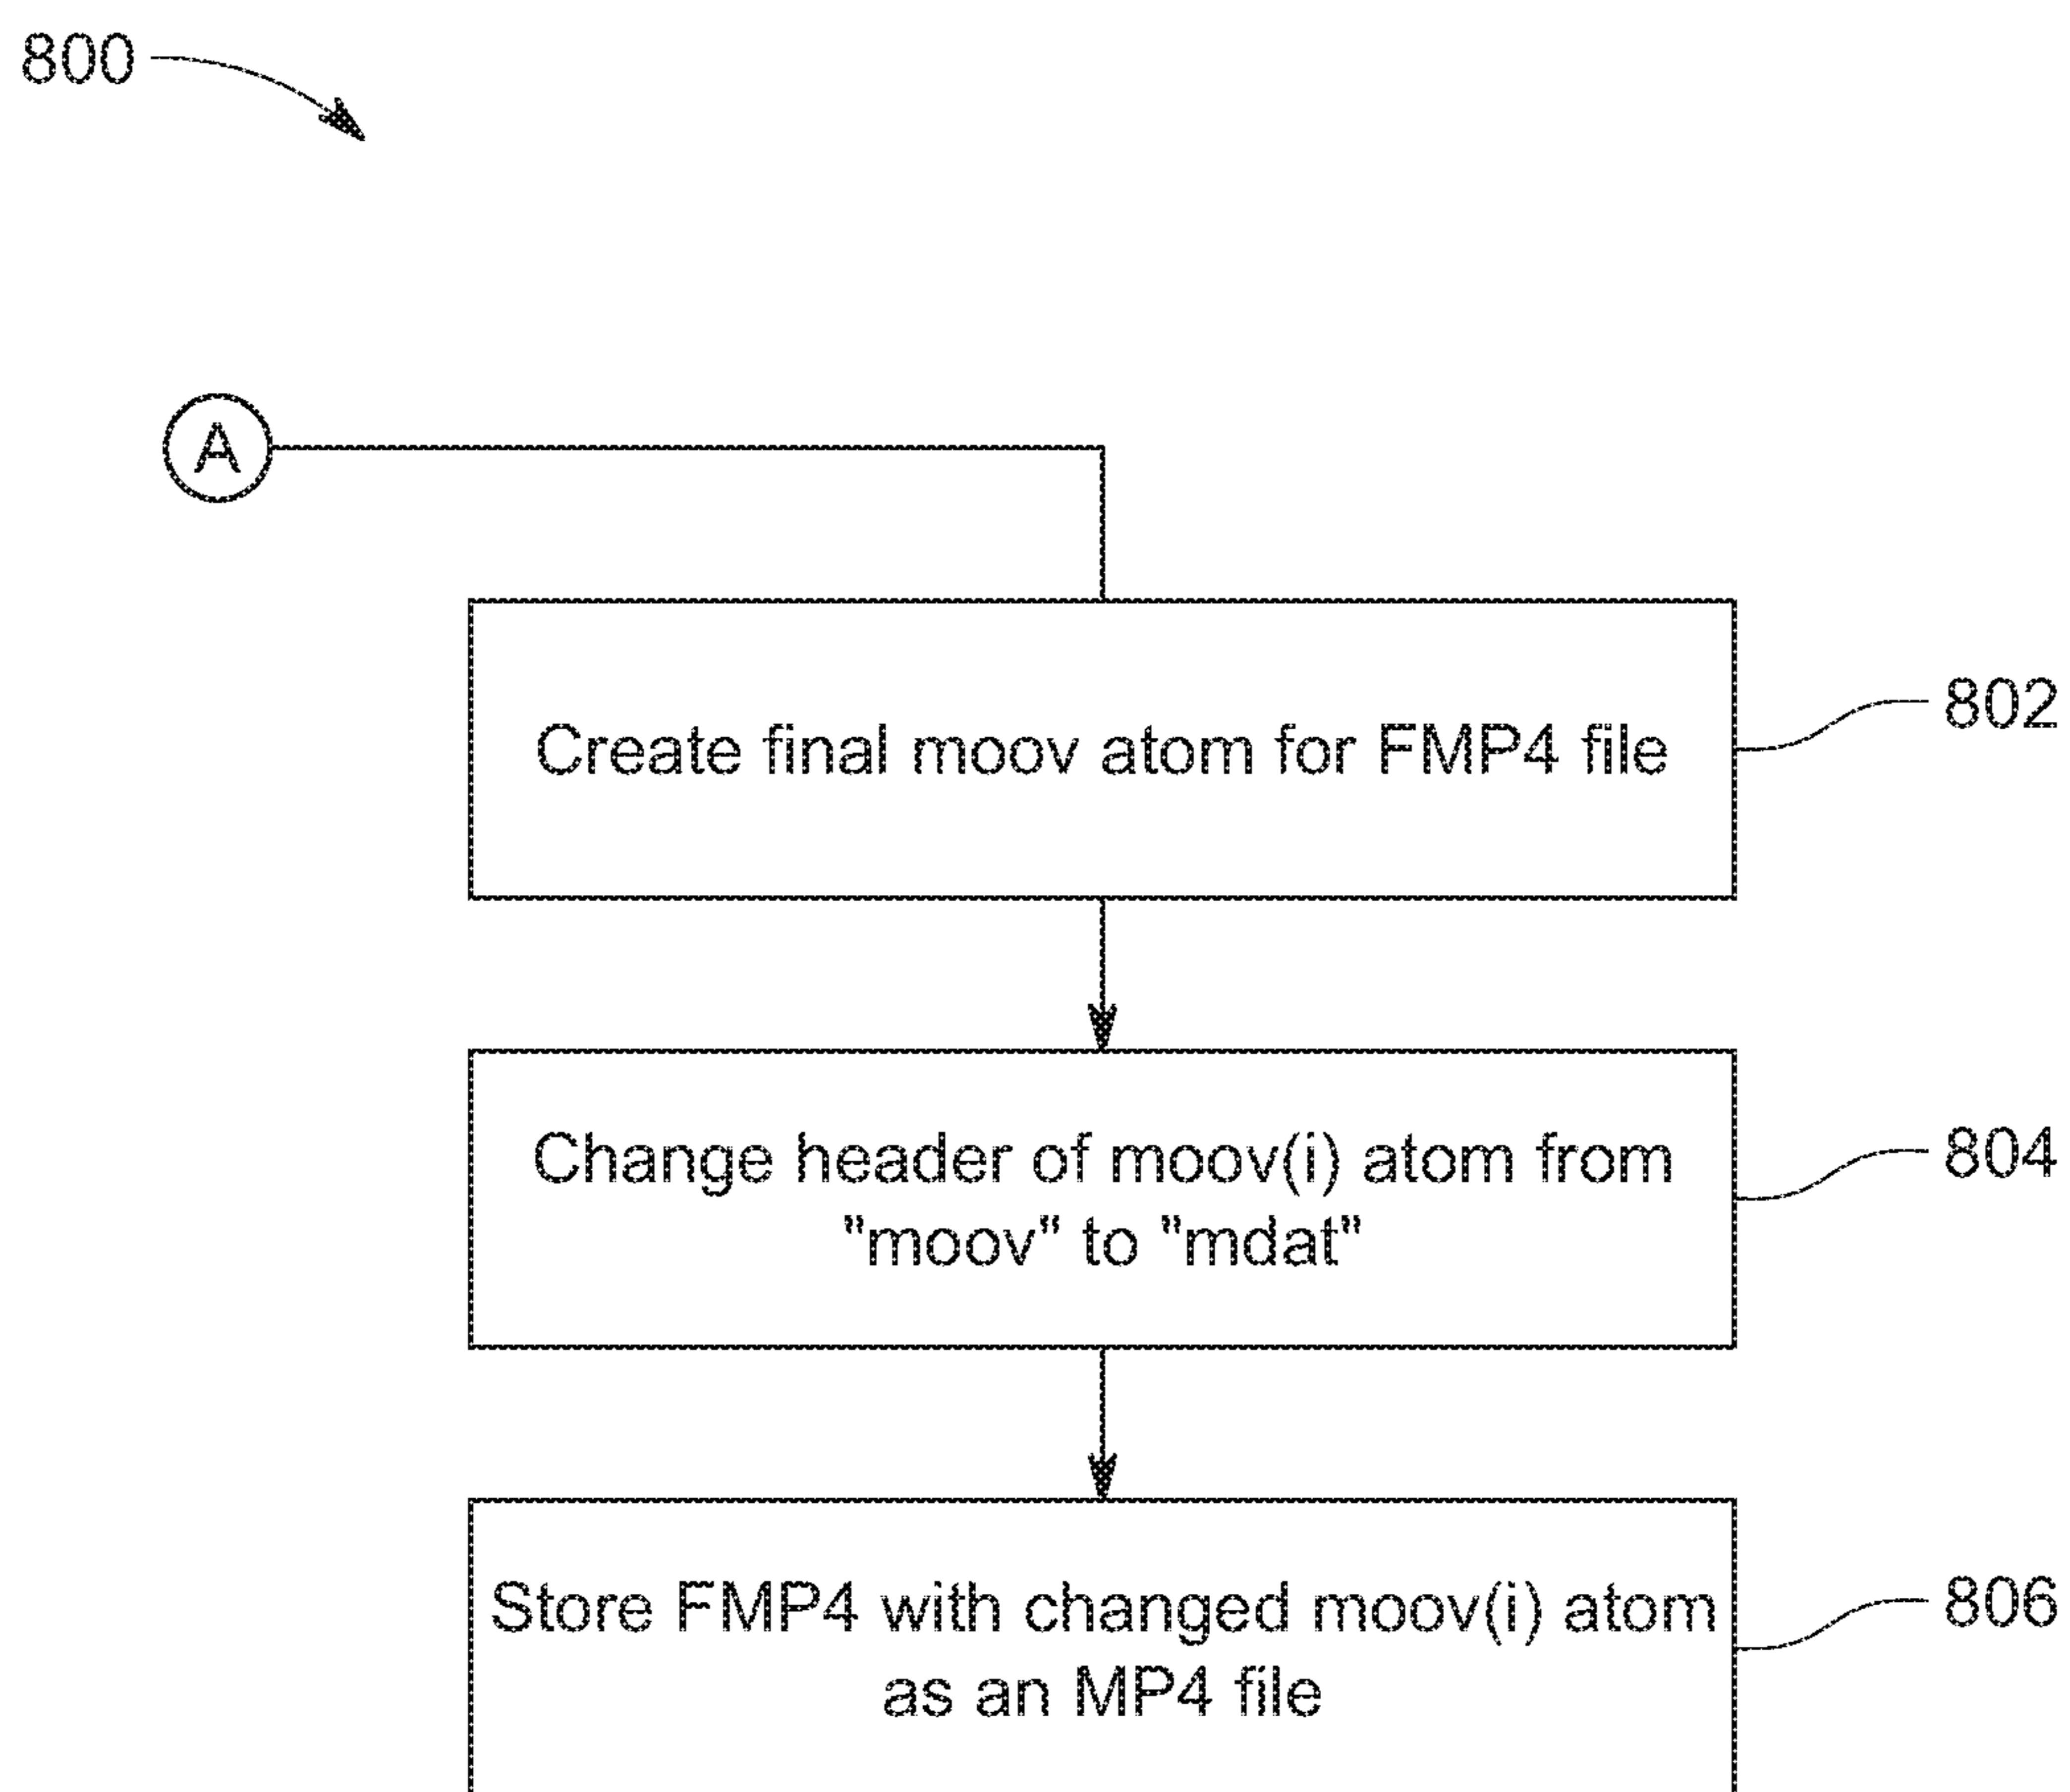 800
A
Create final moov atom for FMP4 file
802
Change header of moov(i) atom from
"moov" to "mdat"
804
Store FMP4 with changed moov(i) atom
as an MP4 file
806